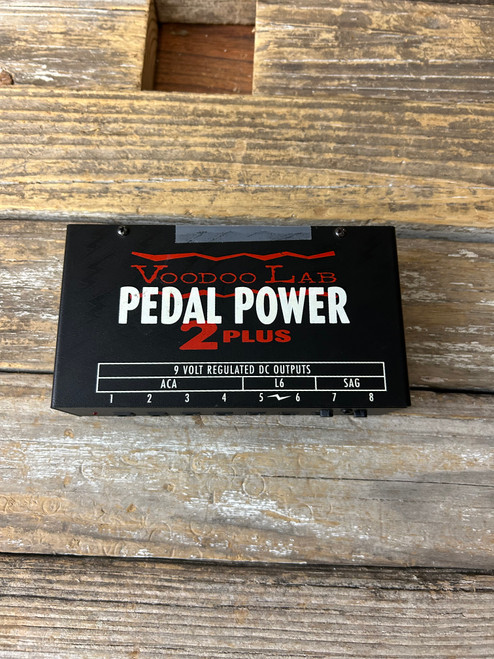 VOODOO LAB
PEDAL POWER
2 PLUS
9 VOLT REGULATED DC OUTPUTS
ACA L6 SAG
1 2 3 4 5 6 7 8